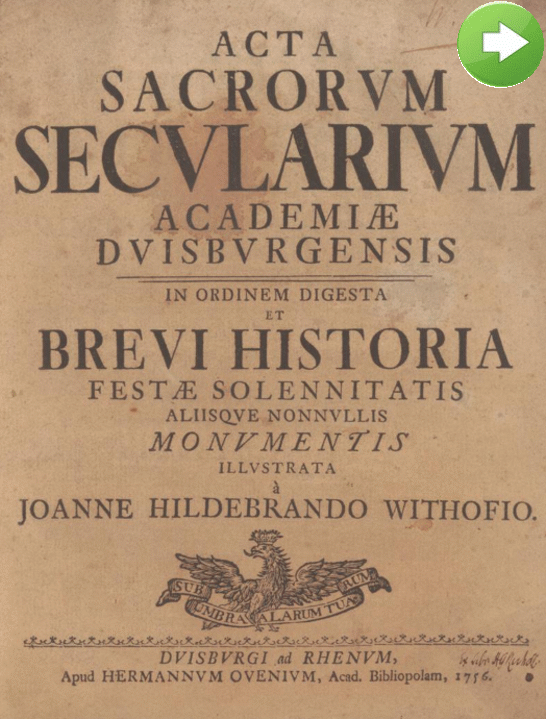 ACTA
SACRORVM
SECVLARIVM
ACADEMIÆ
DVISBVRGENSIS
IN ORDINEM DIGESTA
ET
BREVI HISTORIA
FESTÆ SOLENNITATIS
ALIISQVE NONNVLLIS
MONVMENTIS
ILLVSTRATA
à
JOANNE HILDEBRANDO WITHOFIO.
SUB UMBRA ALARUM TUARUM
DVISBVRGI ad RHENVM,
Apud HERMANNVM OVENIVM, Acad. Bibliopolam, 1756.